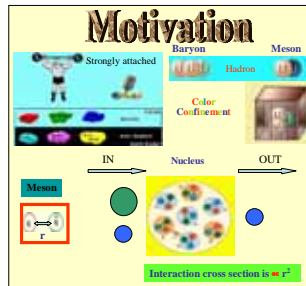 Motivation
Baryon Meson
Strongly attached
Hadron
Color
Confinement
IN Nucleus OUT
Meson
r
Interaction cross section is ∝ r²